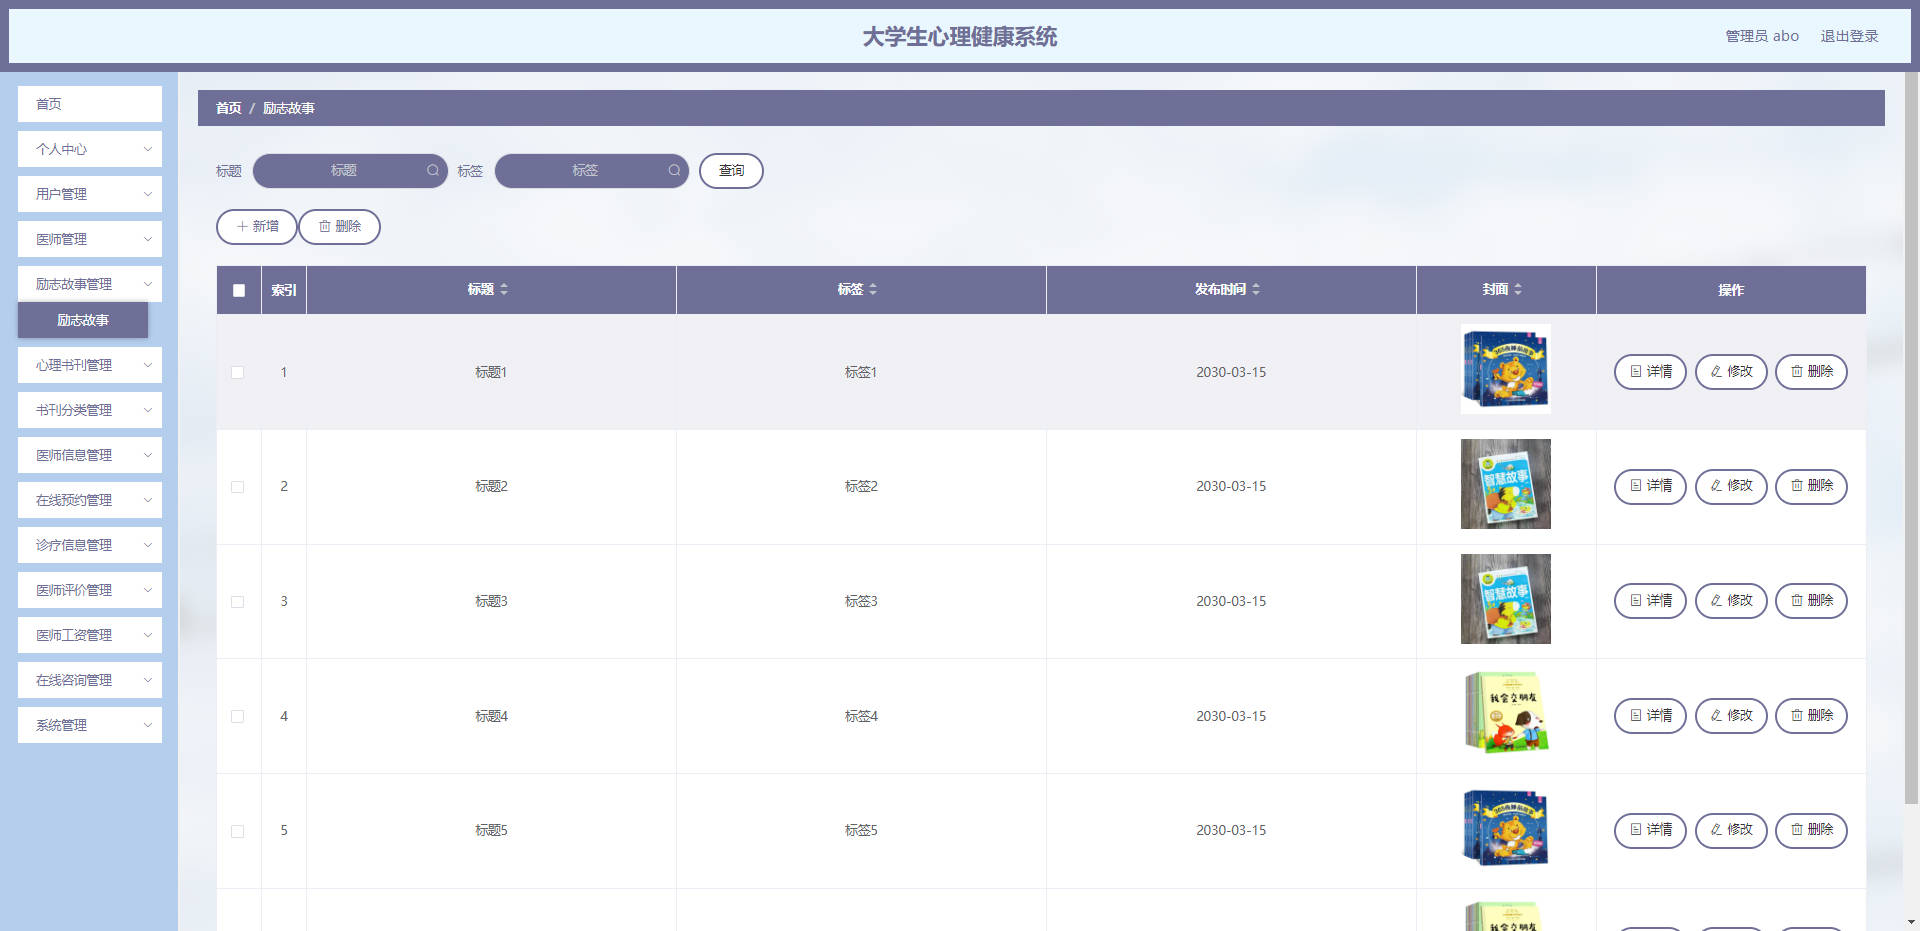 大学生心理健康系统
管理员 abo 退出登录
首页
个人中心
用户管理
医师管理
励志故事管理
励志故事
心理书刊管理
书刊分类管理
医师信息管理
在线预约管理
诊疗信息管理
医师评价管理
医师工资管理
在线咨询管理
系统管理
首页 / 励志故事
标题 标题 标签 标签 查询
新增 删除
索引 标题 标签 发布时间 封面 操作
1 标题1 标签1 2030-03-15 详情 修改 删除
2 标题2 标签2 2030-03-15 智慧故事 详情 修改 删除
3 标题3 标签3 2030-03-15 智慧故事 详情 修改 删除
4 标题4 标签4 2030-03-15 我会交朋友 详情 修改 删除
5 标题5 标签5 2030-03-15 详情 修改 删除
我会交朋友